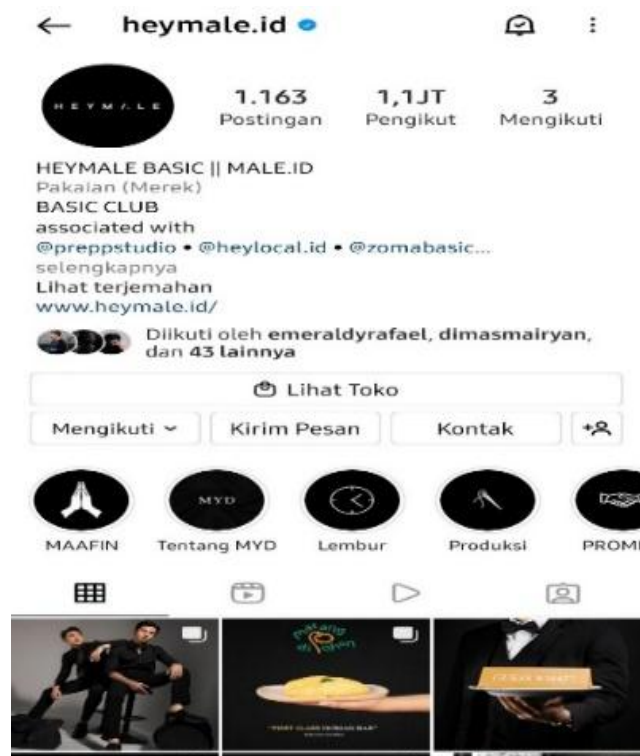 heymale.id
HEYMALE
1.163 1,1JT 3
Postingan Pengikut Mengikuti
HEYMALE BASIC || MALE.ID
Pakaian (Merek)
BASIC CLUB
associated with
@preppstudio • @heylocal.id • @zomabasic...
selengkapnya
Lihat terjemahan
www.heymale.id/
Diikuti oleh emeraldyrafael, dimasmairyan,
dan 43 lainnya
Lihat Toko
Mengikuti Kirim Pesan Kontak
MYD
MAAFIN Tentang MYD Lembur Produksi PROM